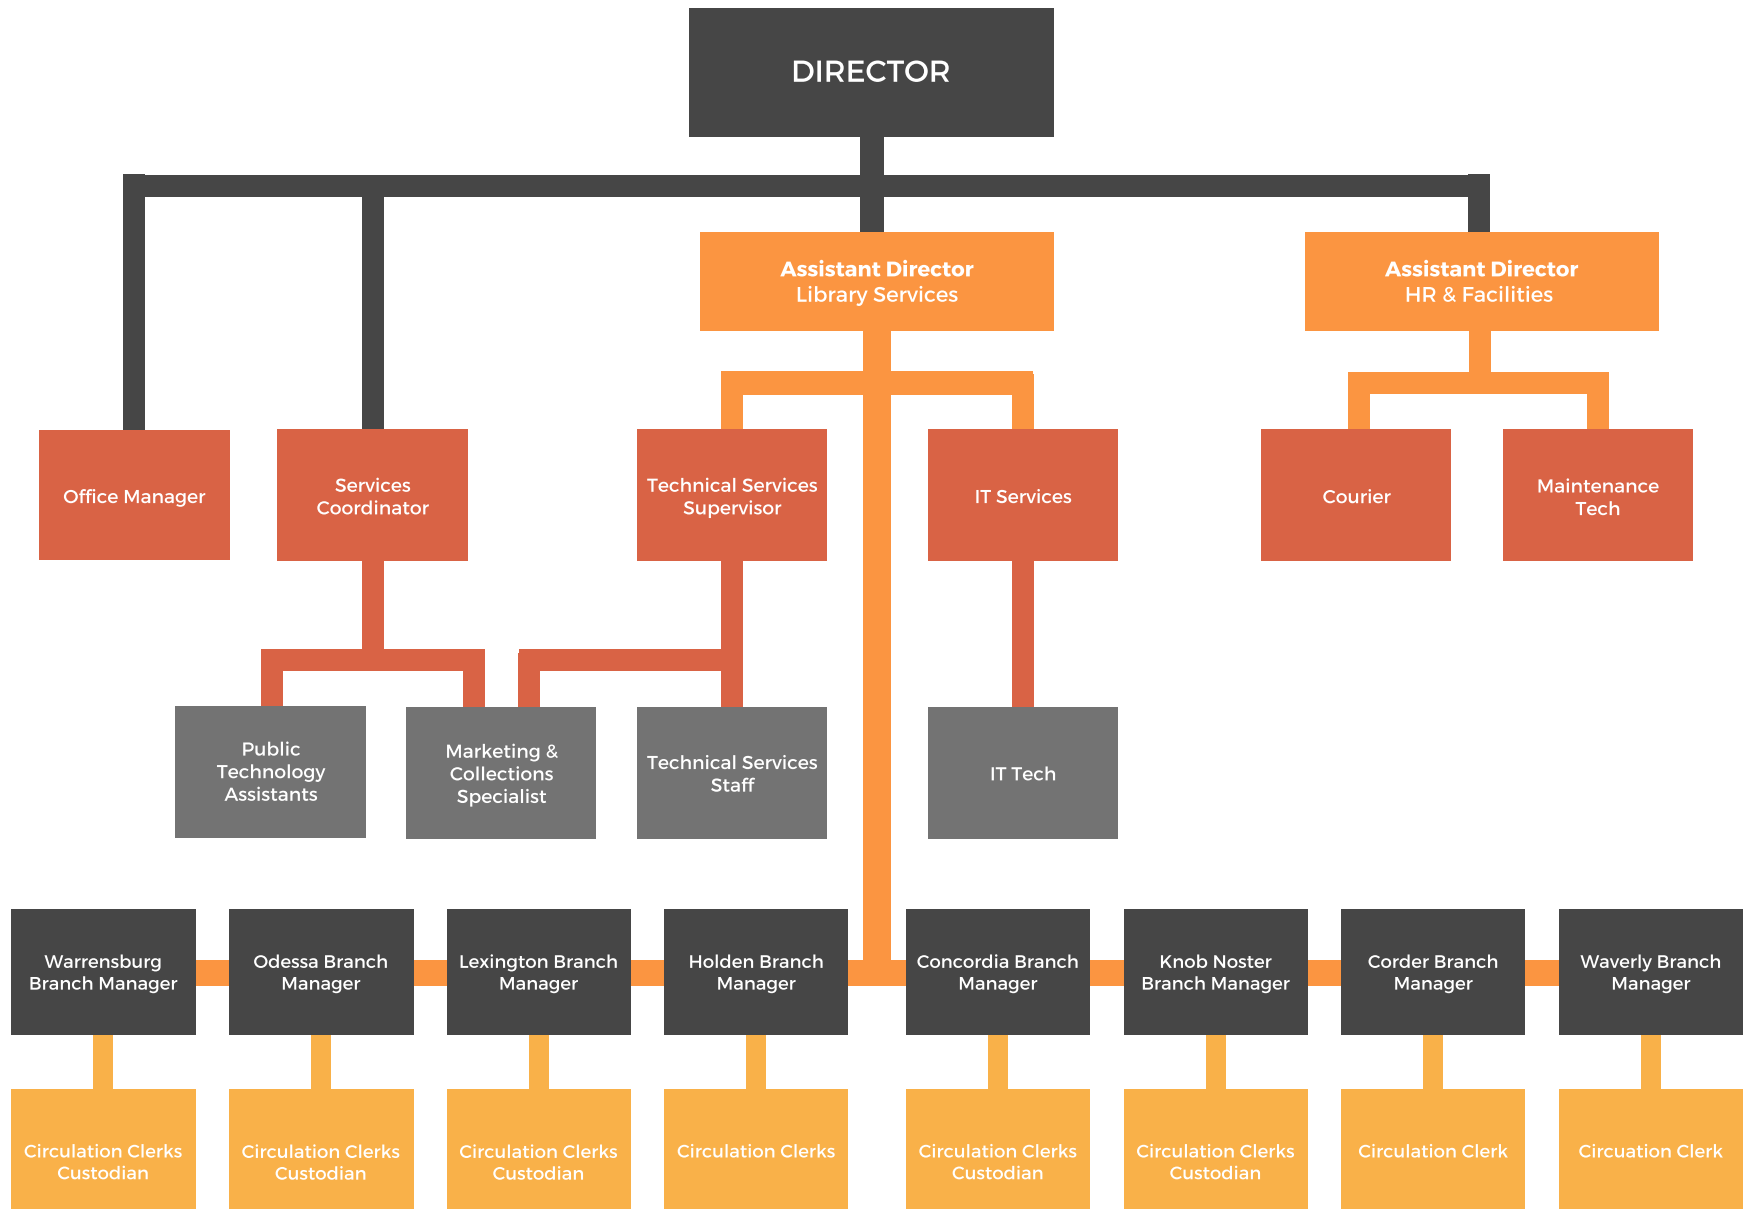 DIRECTOR
Assistant Director
Library Services
Assistant Director
HR & Facilities
Office Manager
Services
Coordinator
Technical Services
Supervisor
IT Services
Courier
Maintenance
Tech
Public
Technology
Assistants
Marketing &
Collections
Specialist
Technical Services
Staff
IT Tech
Warrensburg
Branch Manager
Odessa Branch
Manager
Lexington Branch
Manager
Holden Branch
Manager
Concordia Branch
Manager
Knob Noster
Branch Manager
Corder Branch
Manager
Waverly Branch
Manager
Circulation Clerks
Custodian
Circulation Clerks
Custodian
Circulation Clerks
Custodian
Circulation Clerks
Circulation Clerks
Custodian
Circulation Clerks
Custodian
Circulation Clerk
Circuation Clerk